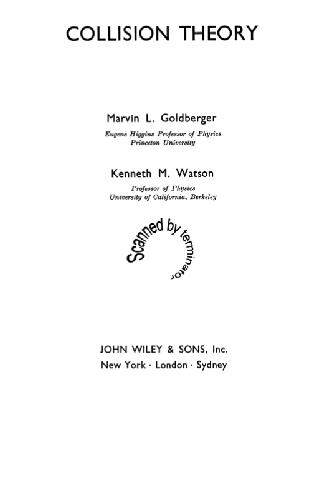 COLLISION THEORY
Marvin L. Goldberger
Eugene Higgins Professor of Physics
Princeton University
Kenneth M. Watson
Professor of Physics
University of California, Berkeley
Scanned by terminator
JOHN WILEY & SONS, Inc.
New York · London · Sydney